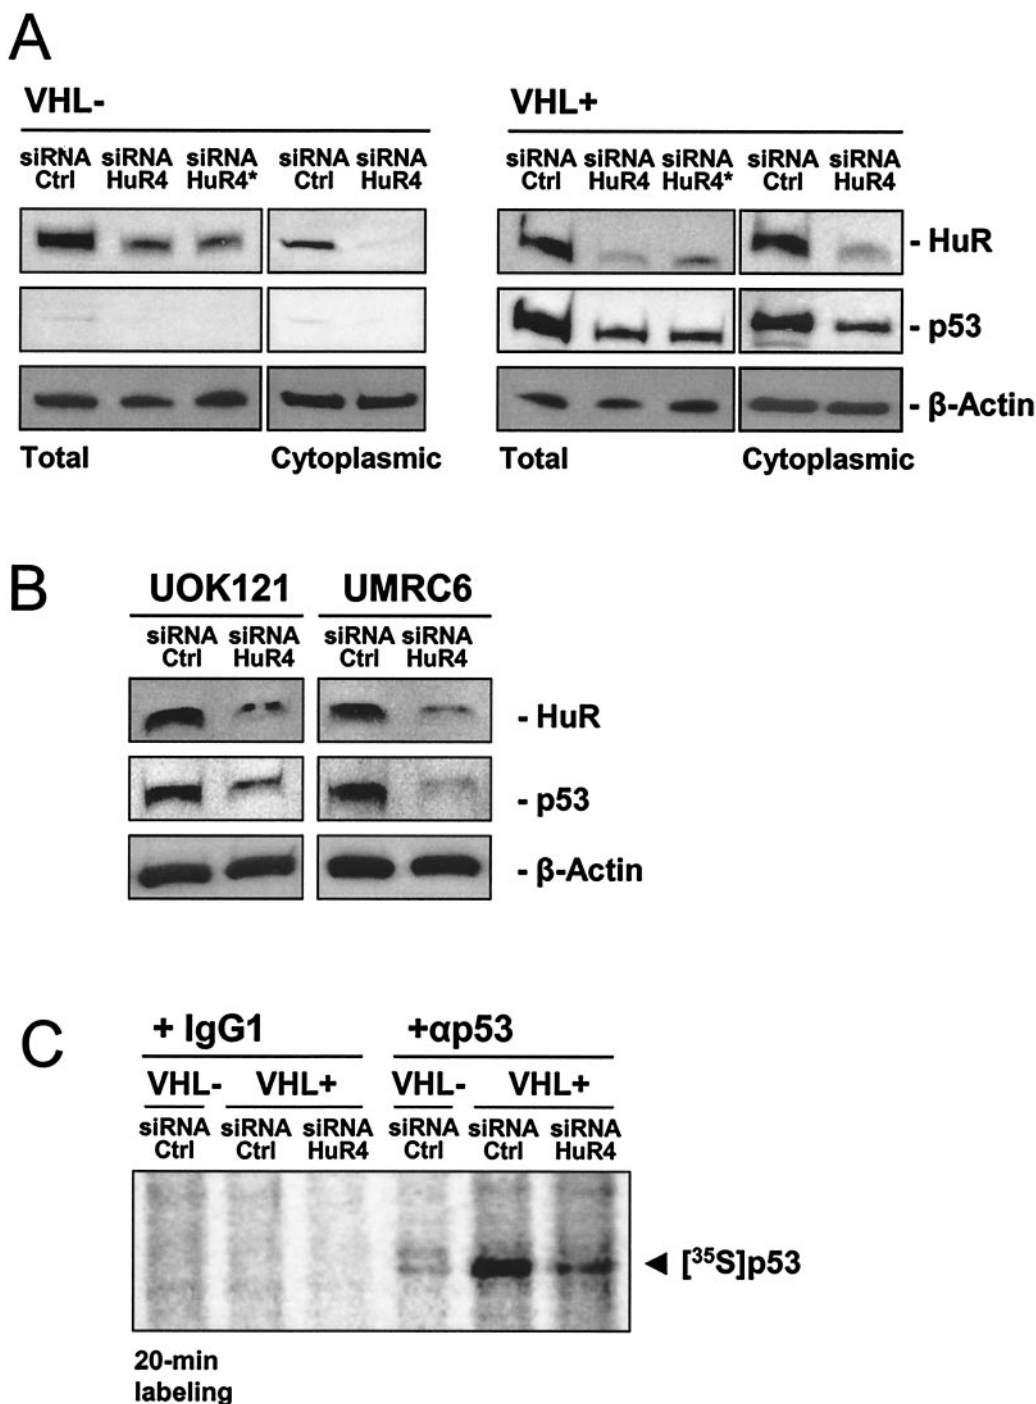 A
VHL- VHL+
siRNA siRNA siRNA siRNA siRNA siRNA siRNA siRNA siRNA siRNA
Ctrl HuR4 HuR4* Ctrl HuR4 Ctrl HuR4 HuR4* Ctrl HuR4
- HuR
- p53
- β-Actin
Total Cytoplasmic Total Cytoplasmic
B
UOK121 UMRC6
siRNA siRNA siRNA siRNA
Ctrl HuR4 Ctrl HuR4
- HuR
- p53
- β-Actin
C
+ IgG1 +αp53
VHL- VHL+ VHL- VHL+
siRNA siRNA siRNA siRNA siRNA siRNA
Ctrl Ctrl HuR4 Ctrl Ctrl HuR4
◄ [³⁵S]p53
20-min
labeling